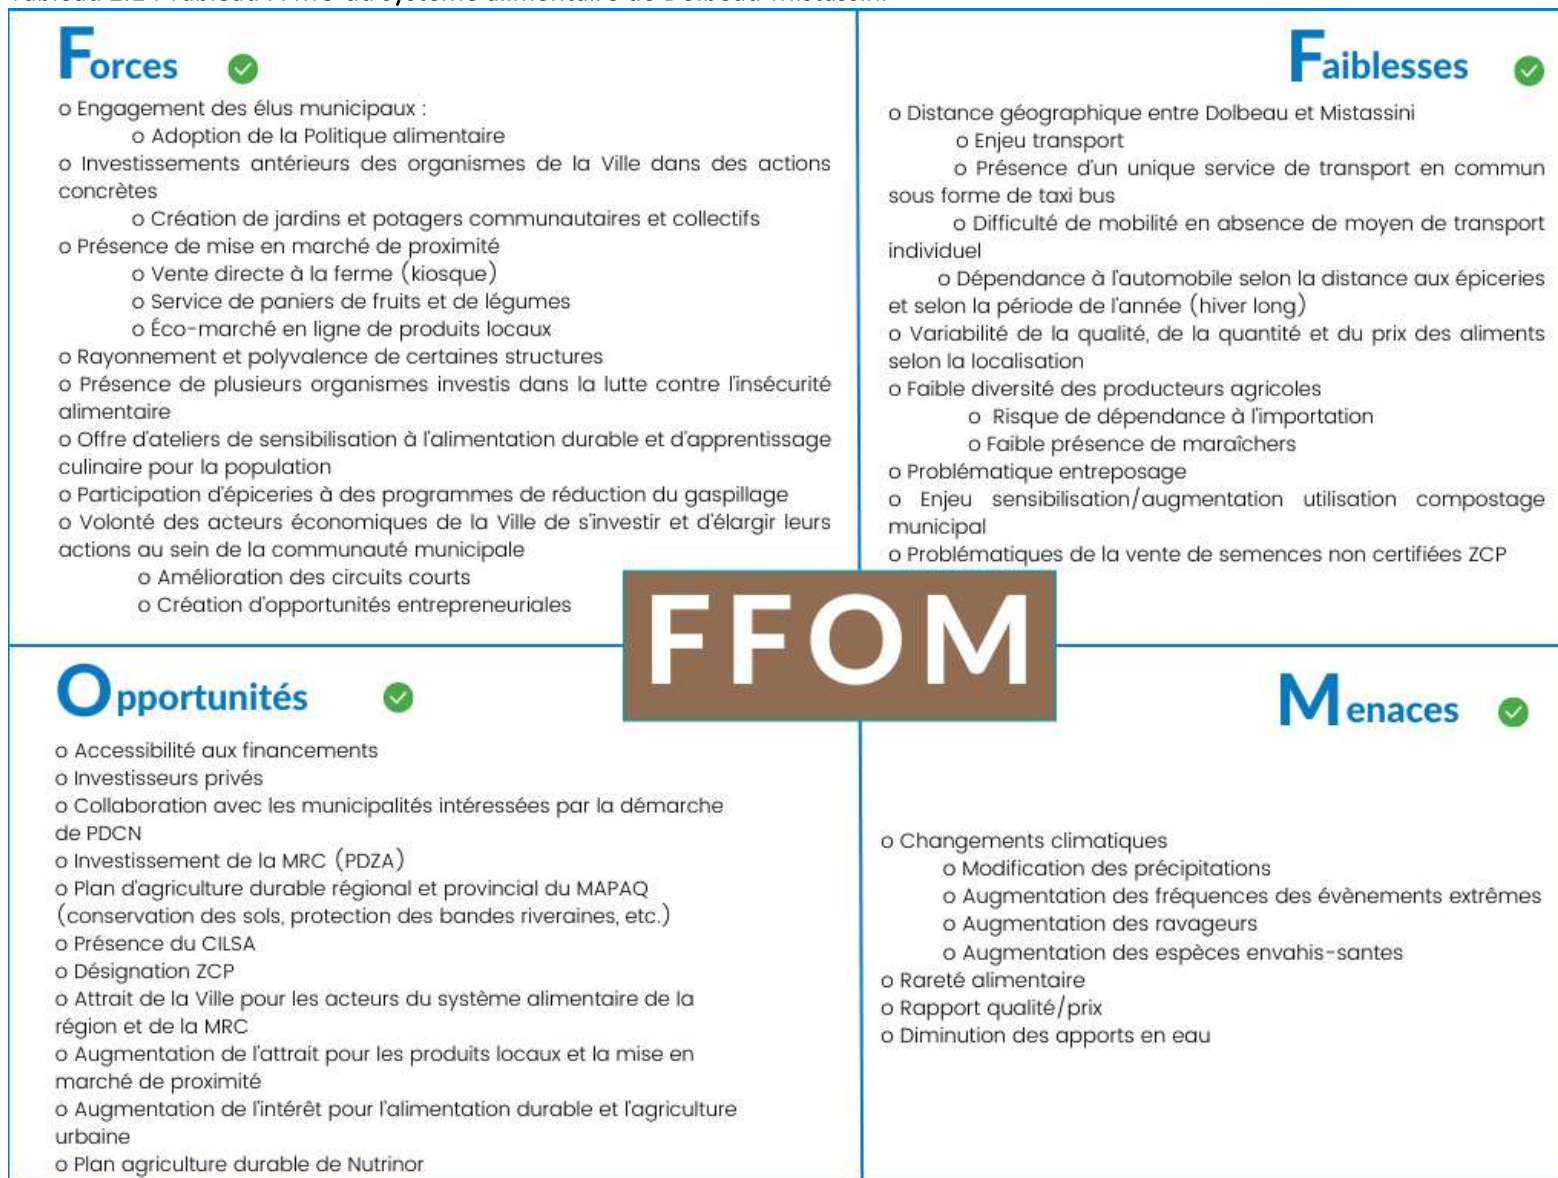 Forces
o Engagement des élus municipaux :
o Adoption de la Politique alimentaire
o Investissements antérieurs des organismes de la Ville dans des actions
concrètes
o Création de jardins et potagers communautaires et collectifs
o Présence de mise en marché de proximité
o Vente directe à la ferme (kiosque)
o Service de paniers de fruits et de légumes
o Éco-marché en ligne de produits locaux
o Rayonnement et polyvalence de certaines structures
o Présence de plusieurs organismes investis dans la lutte contre l'insécurité
alimentaire
o Offre d'ateliers de sensibilisation à l'alimentation durable et d'apprentissage
culinaire pour la population
o Participation d'épiceries à des programmes de réduction du gaspillage
o Volonté des acteurs économiques de la Ville de s'investir et d'élargir leurs
actions au sein de la communauté municipale
o Amélioration des circuits courts
o Création d'opportunités entrepreneuriales
Faiblesses
o Distance géographique entre Dolbeau et Mistassini
o Enjeu transport
o Présence d'un unique service de transport en commun
sous forme de taxi bus
o Difficulté de mobilité en absence de moyen de transport
individuel
o Dépendance à l'automobile selon la distance aux épiceries
et selon la période de l'année (hiver long)
o Variabilité de la qualité, de la quantité et du prix des aliments
selon la localisation
o Faible diversité des producteurs agricoles
o Risque de dépendance à l'importation
o Faible présence de maraîchers
o Problématique entreposage
o Enjeu sensibilisation/augmentation utilisation compostage
municipal
o Problématiques de la vente de semences non certifiées ZCP
FFOM
Opportunités
o Accessibilité aux financements
o Investisseurs privés
o Collaboration avec les municipalités intéressées par la démarche
de PDCN
o Investissement de la MRC (PDZA)
o Plan d'agriculture durable régional et provincial du MAPAQ
(conservation des sols, protection des bandes riveraines, etc.)
o Présence du CILSA
o Désignation ZCP
o Attrait de la Ville pour les acteurs du système alimentaire de la
région et de la MRC
o Augmentation de l'attrait pour les produits locaux et la mise en
marché de proximité
o Augmentation de l'intérêt pour l'alimentation durable et l'agriculture
urbaine
o Plan agriculture durable de Nutrinor
Menaces
o Changements climatiques
o Modification des précipitations
o Augmentation des fréquences des évènements extrêmes
o Augmentation des ravageurs
o Augmentation des espèces envahis-santes
o Rareté alimentaire
o Rapport qualité/prix
o Diminution des apports en eau